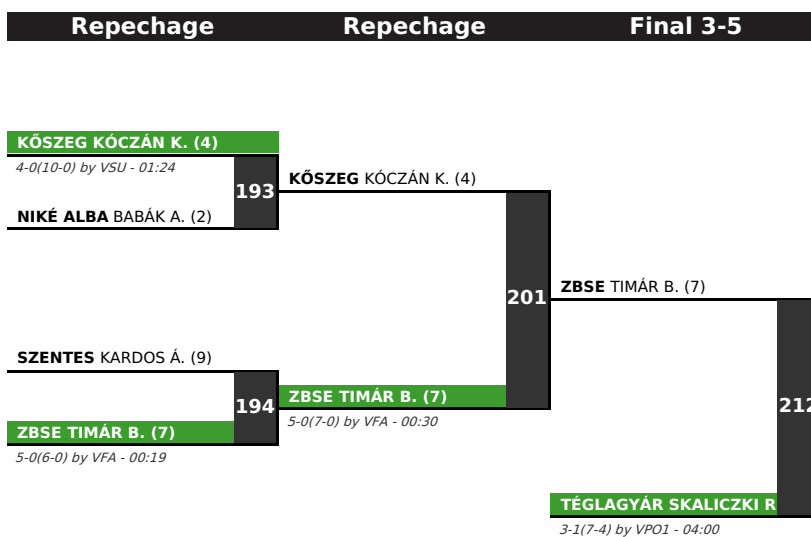 Repechage Repechage Final 3-5
KŐSZEG KÓCZÁN K. (4)
4-0(10-0) by VSU - 01:24
193
NIKÉ ALBA BABÁK A. (2)
KŐSZEG KÓCZÁN K. (4)
201
ZBSE TIMÁR B. (7)
SZENTES KARDOS Á. (9)
194
ZBSE TIMÁR B. (7)
5-0(6-0) by VFA - 00:19
ZBSE TIMÁR B. (7)
5-0(7-0) by VFA - 00:30
212
TÉGLAGYÁR SKALICZKI R
3-1(7-4) by VPO1 - 04:00